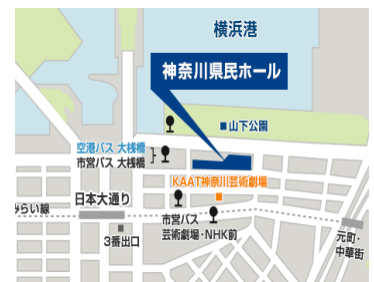 横浜港
神奈川県民ホール
■山下公園
空港バス 大桟橋
市営バス 大桟橋
KAAT神奈川芸術劇場
日本大通り
みらい線
市営バス
芸術劇場・NHK前
3番出口
元町・
中華街